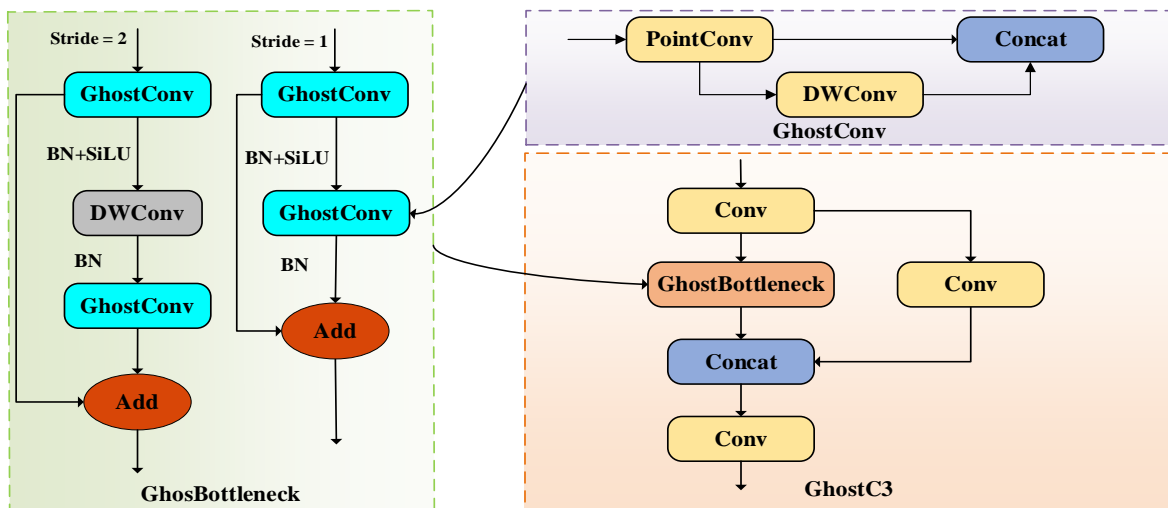 Stride = 2
GhostConv
BN+SiLU
DWConv
BN
GhostConv
Add
Stride = 1
GhostConv
BN+SiLU
GhostConv
BN
Add
GhosBottleneck
PointConv
Concat
DWConv
GhostConv
Conv
GhostBottleneck
Conv
Concat
Conv
GhostC3